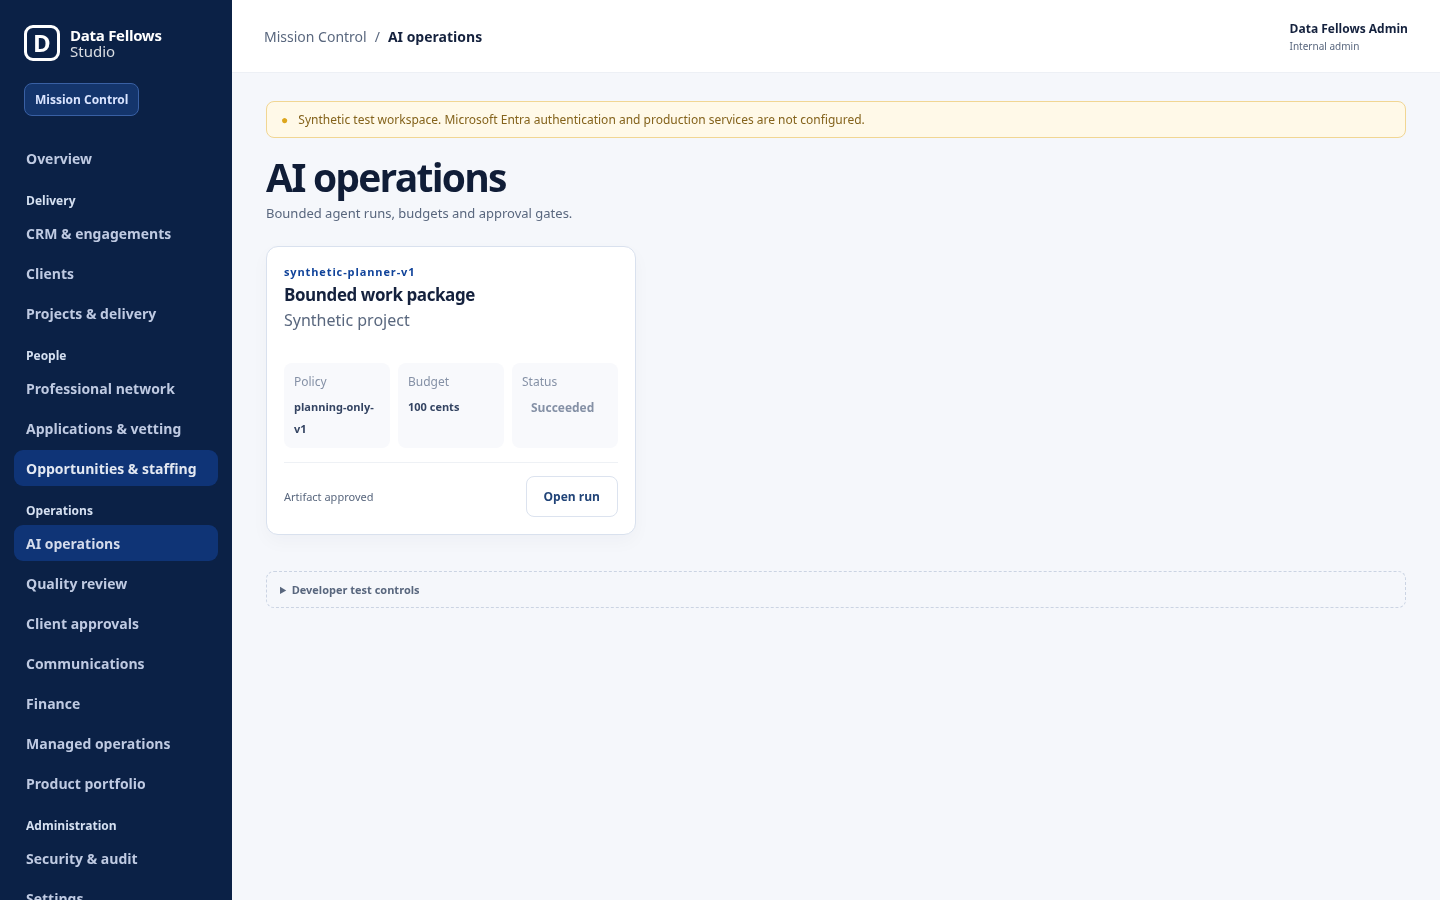 D
Data Fellows
Studio
Mission Control
Overview
Delivery
CRM & engagements
Clients
Projects & delivery
People
Professional network
Applications & vetting
Opportunities & staffing
Operations
AI operations
Quality review
Client approvals
Communications
Finance
Managed operations
Product portfolio
Administration
Security & audit
Settings
Mission Control / AI operations
Data Fellows Admin
Internal admin
Synthetic test workspace. Microsoft Entra authentication and production services are not configured.
AI operations
Bounded agent runs, budgets and approval gates.
synthetic-planner-v1
Bounded work package
Synthetic project
Policy
planning-only-
v1
Budget
100 cents
Status
Succeeded
Artifact approved
Open run
Developer test controls